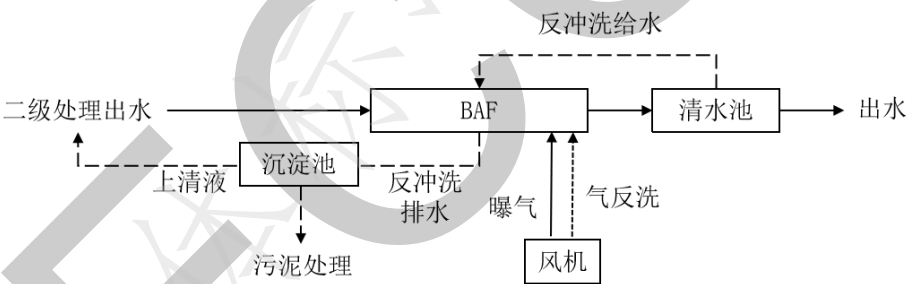 反冲洗给水
二级处理出水
BAF
清水池
出水
上清液
沉淀池
反冲洗
排水
曝气
气反洗
污泥处理
风机